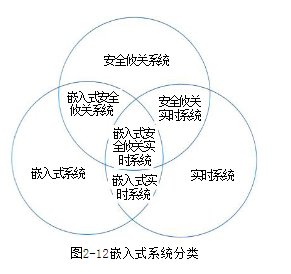 安全攸关系统
嵌入式安全
攸关系统
安全攸关
实时系统
嵌入式安
全攸关实
时系统
嵌入式系统
嵌入式实
时系统
实时系统
图2-12嵌入式系统分类